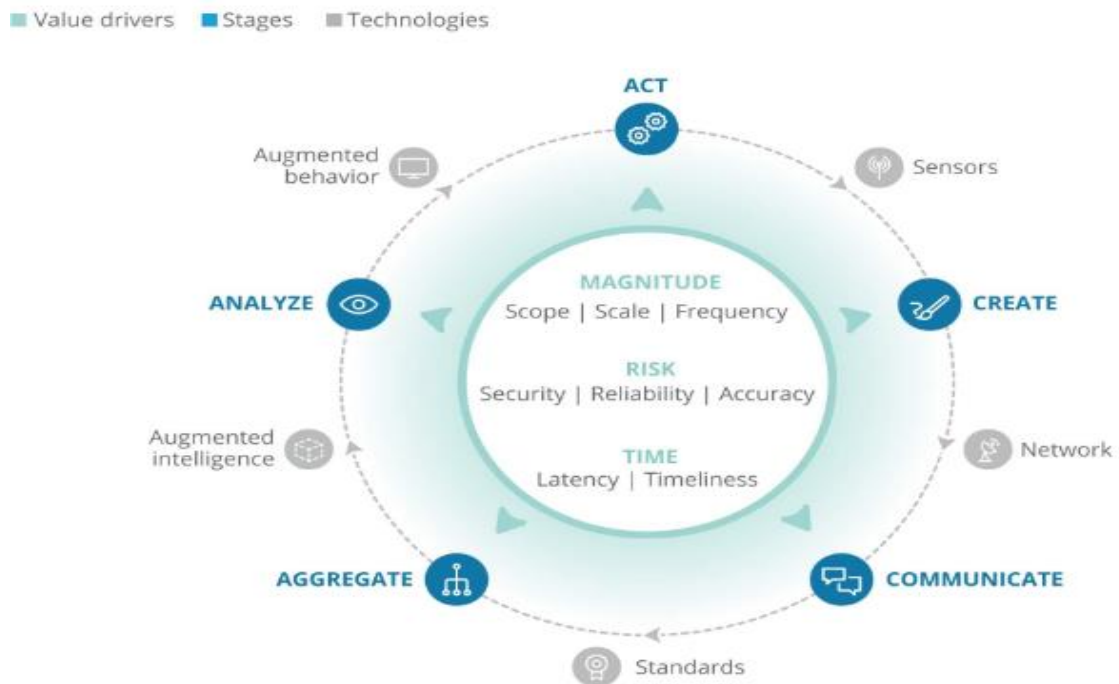 Value drivers Stages Technologies
ACT
Augmented
behavior
Sensors
ANALYZE
CREATE
MAGNITUDE
Scope | Scale | Frequency
RISK
Security | Reliability | Accuracy
TIME
Latency | Timeliness
Augmented
intelligence
Network
AGGREGATE
COMMUNICATE
Standards